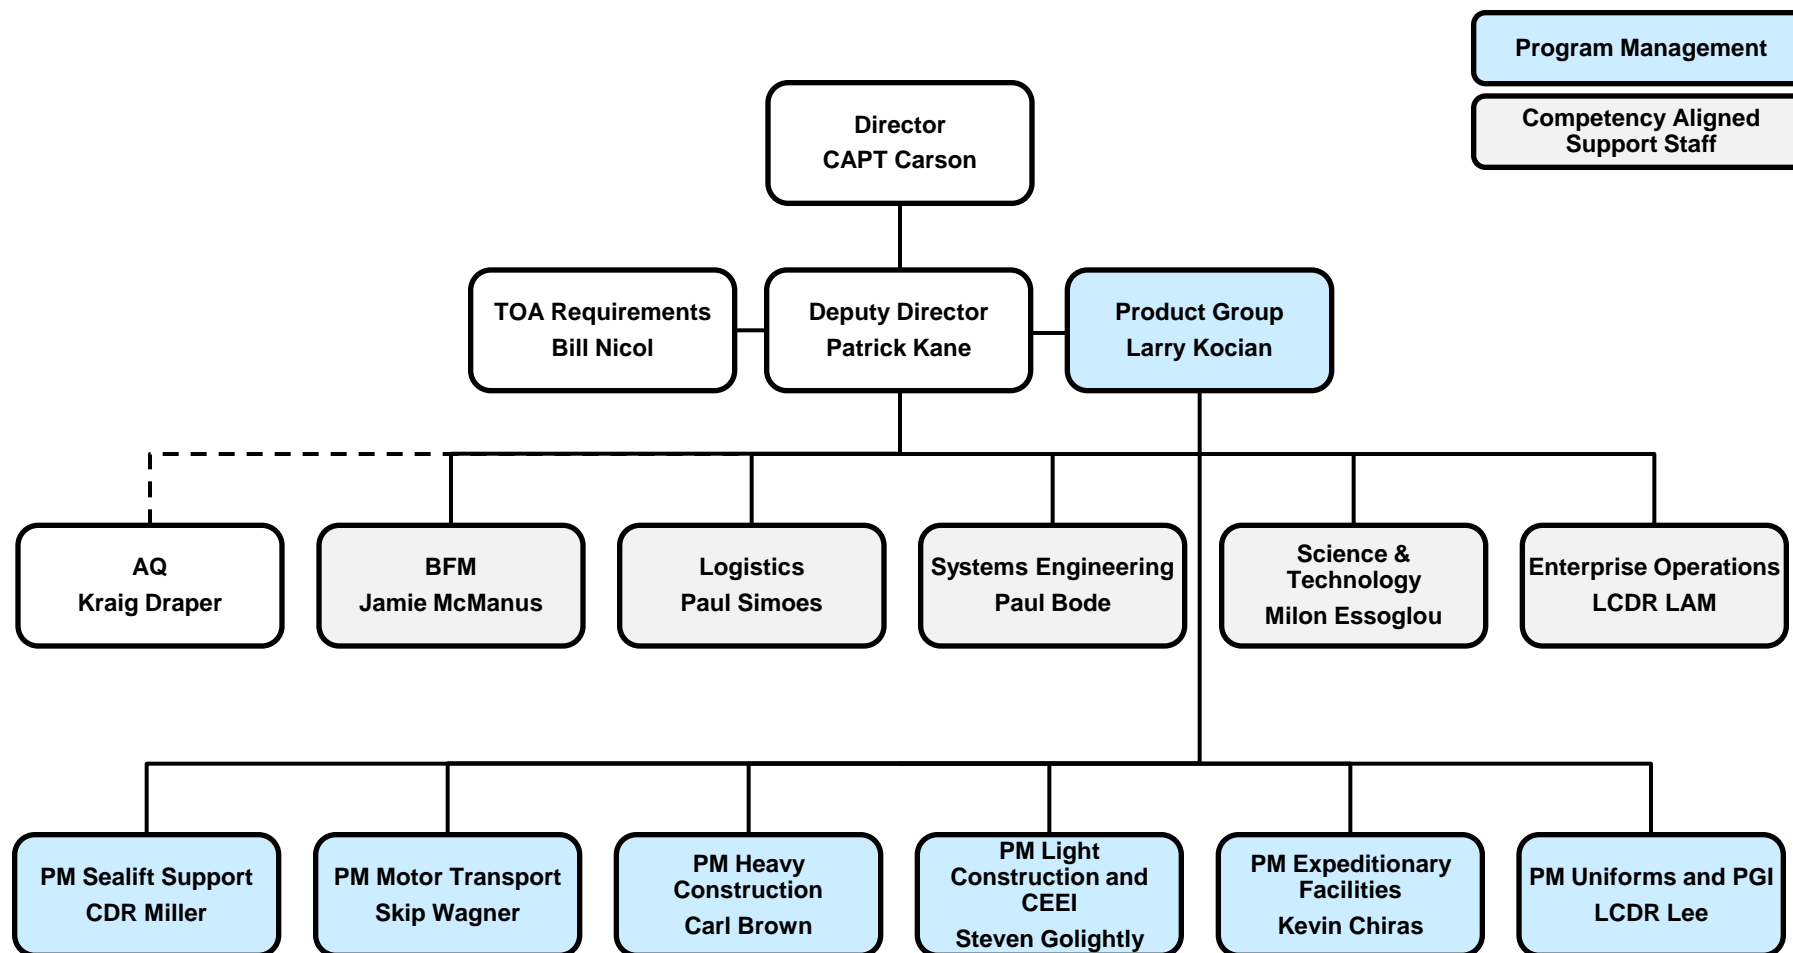 Program Management
Competency Aligned
Support Staff
Director
CAPT Carson
TOA Requirements
Bill Nicol
Deputy Director
Patrick Kane
Product Group
Larry Kocian
AQ
Kraig Draper
BFM
Jamie McManus
Logistics
Paul Simoes
Systems Engineering
Paul Bode
Science &
Technology
Milon Essoglou
Enterprise Operations
LCDR LAM
PM Sealift Support
CDR Miller
PM Motor Transport
Skip Wagner
PM Heavy
Construction
Carl Brown
PM Light
Construction and
CEEI
Steven Golightly
PM Expeditionary
Facilities
Kevin Chiras
PM Uniforms and PGI
LCDR Lee